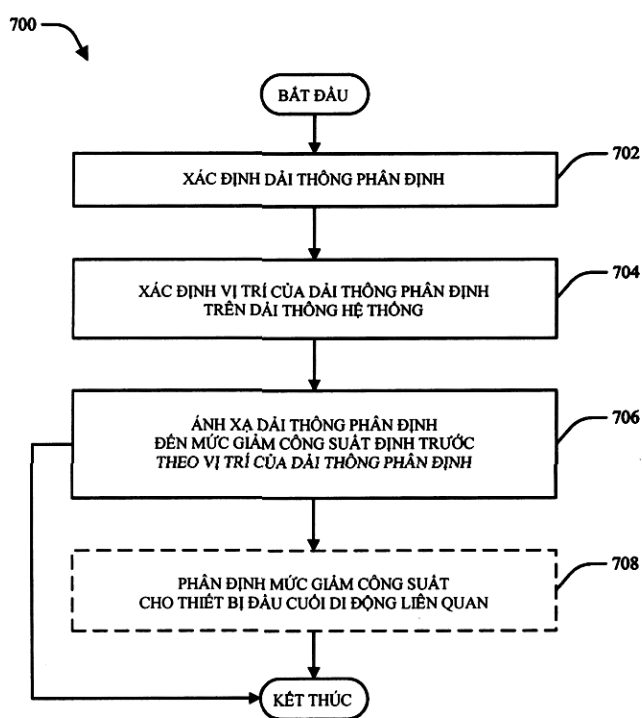 700
BẮT ĐẦU
702
XÁC ĐỊNH DẢI THÔNG PHÂN ĐỊNH
704
XÁC ĐỊNH VỊ TRÍ CỦA DẢI THÔNG PHÂN ĐỊNH
TRÊN DẢI THÔNG HỆ THỐNG
706
ÁNH XẠ DẢI THÔNG PHÂN ĐỊNH
ĐẾN MỨC GIẢM CÔNG SUẤT ĐỊNH TRƯỚC
THEO VỊ TRÍ CỦA DẢI THÔNG PHÂN ĐỊNH
708
PHÂN ĐỊNH MỨC GIẢM CÔNG SUẤT
CHO THIẾT BỊ ĐẦU CUỐI DI ĐỘNG LIÊN QUAN
KẾT THÚC